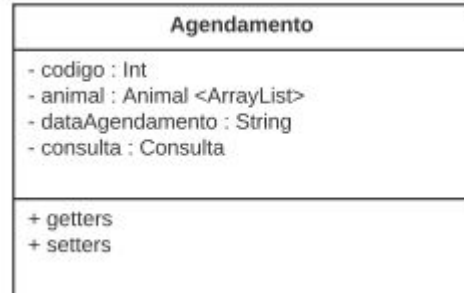 Agendamento
- codigo : Int
- animal : Animal <ArrayList>
- dataAgendamento : String
- consulta : Consulta
+ getters
+ setters